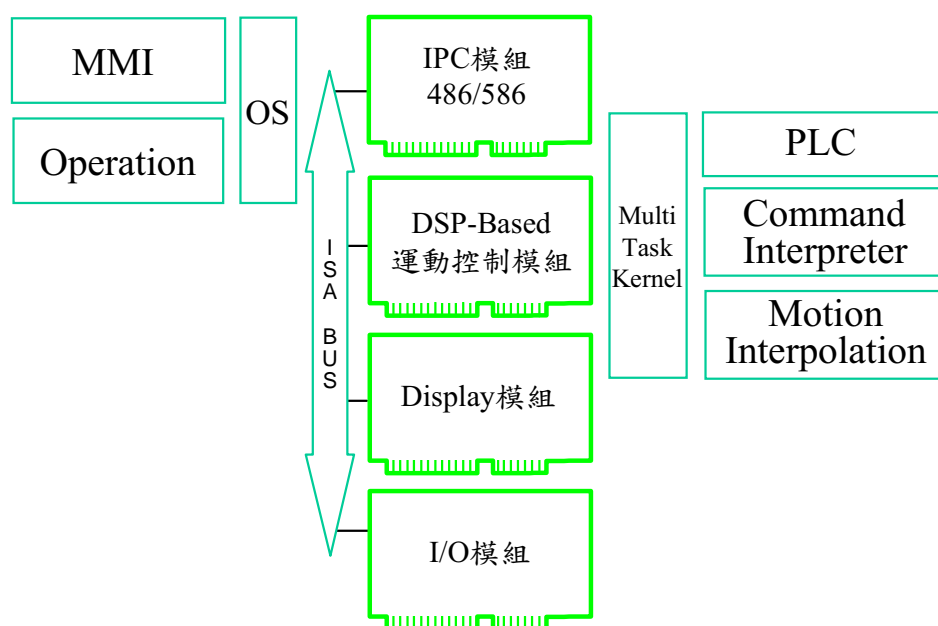 MMI
Operation
OS
ISA BUS
IPC模組
486/586
DSP-Based
運動控制模組
Display模組
I/O模組
Multi
Task
Kernel
PLC
Command
Interpreter
Motion
Interpolation